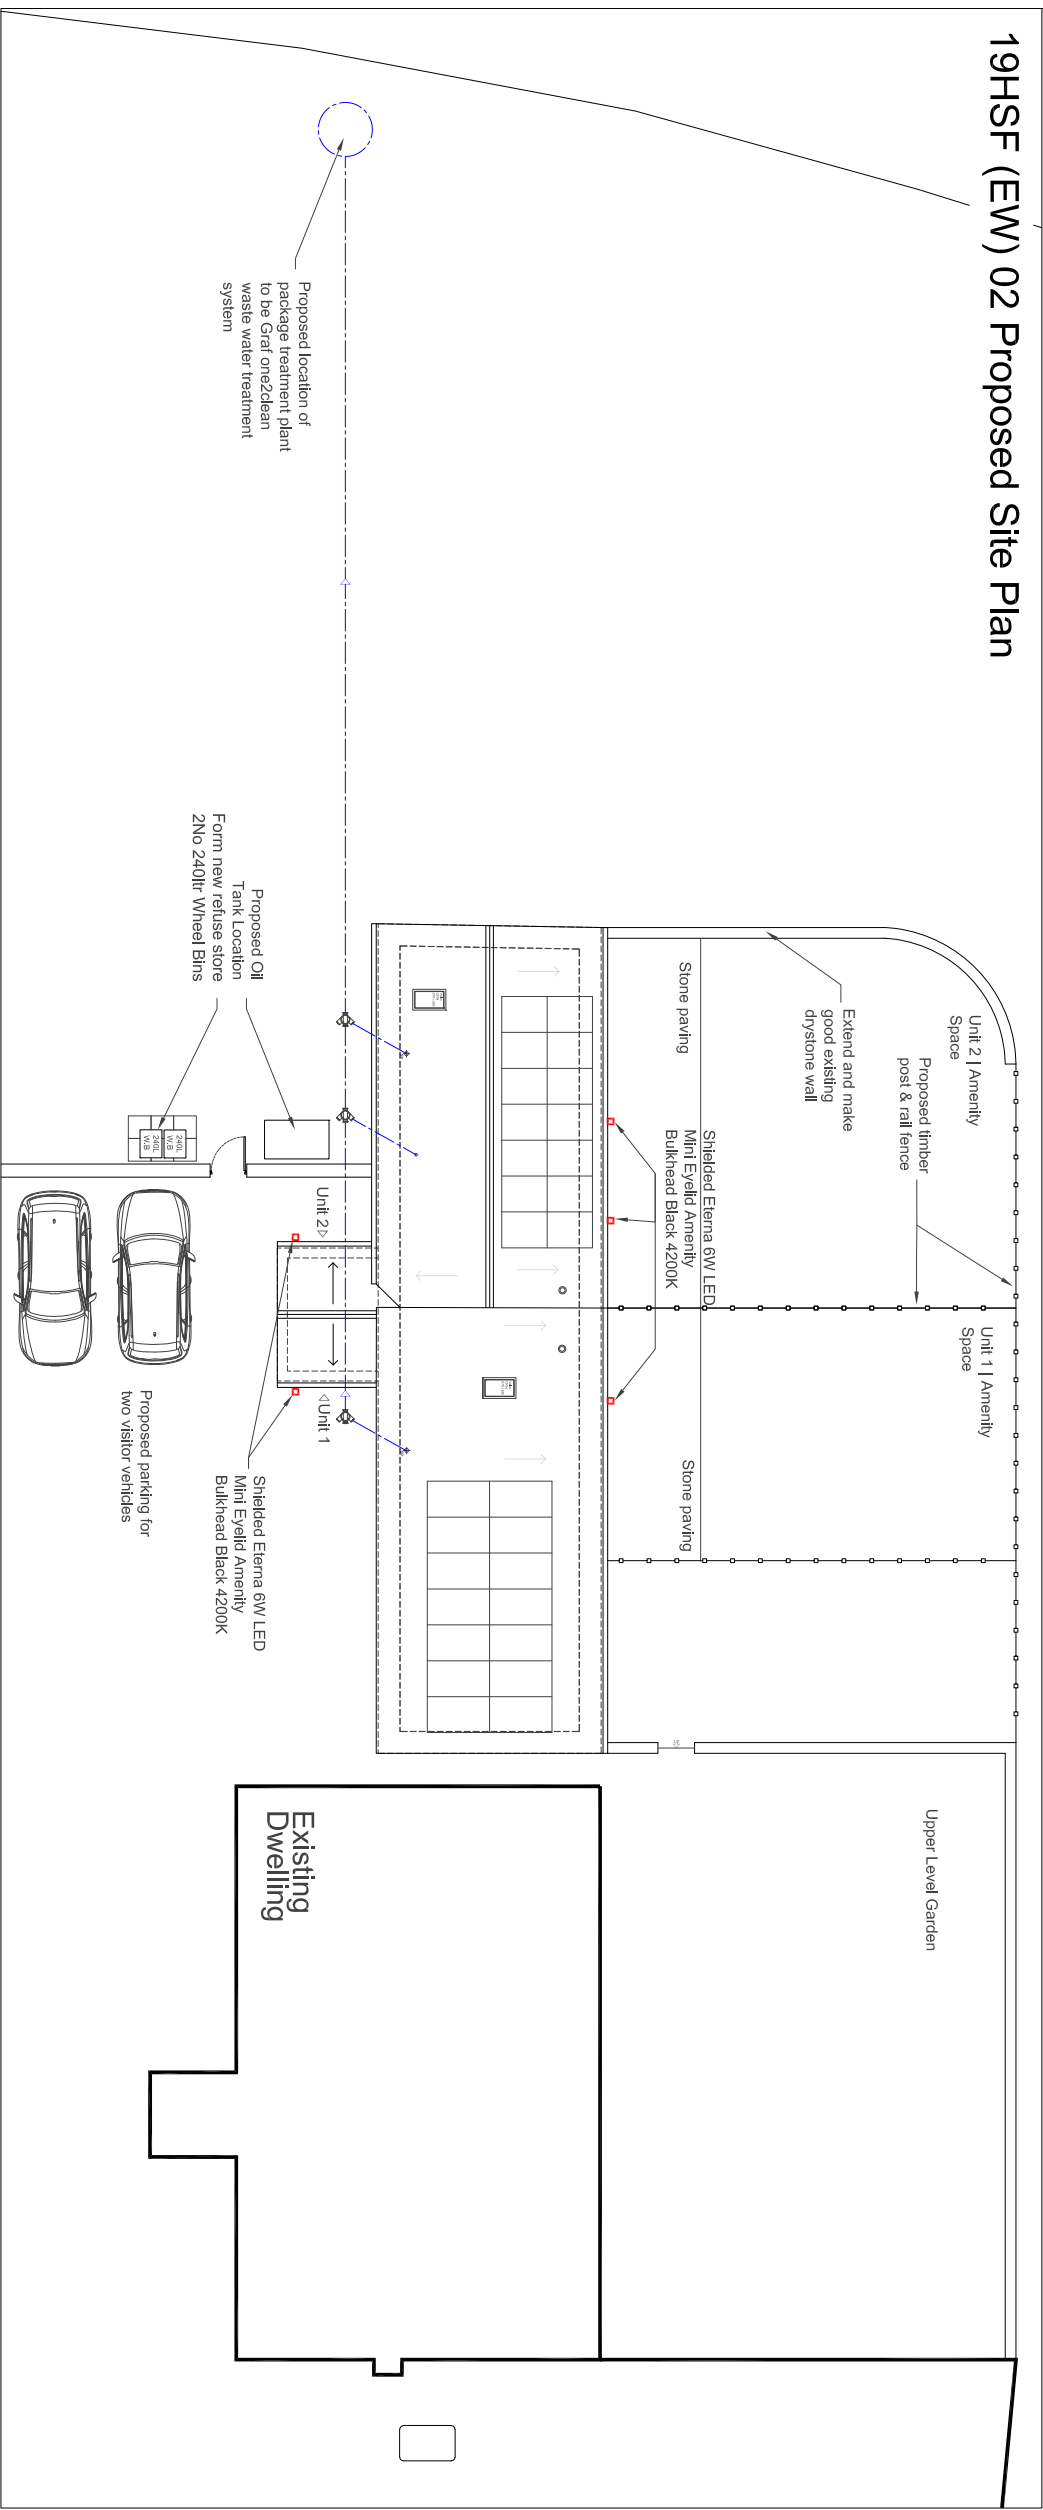 19HSF (EW) 02 Proposed Site Plan
Unit 2 | Amenity
Space
Proposed timber
post & rail fence
Unit 1 | Amenity
Space
Upper Level Garden
Extend and make
good existing
drystone wall
Stone paving
Shielded Eterna 6W LED
Mini Eyelid Amenity
Bulkhead Black 4200K
Stone paving
Proposed location of
package treatment plant
to be Graf one2clean
waste water treatment
system
Proposed Oil
Tank Location
Form new refuse store
2No 240ltr Wheel Bins
240L
W.B
240L
W.B
Unit 2
Unit 1
Shielded Eterna 6W LED
Mini Eyelid Amenity
Bulkhead Black 4200K
Proposed parking for
two visitor vehicles
Existing
Dwelling